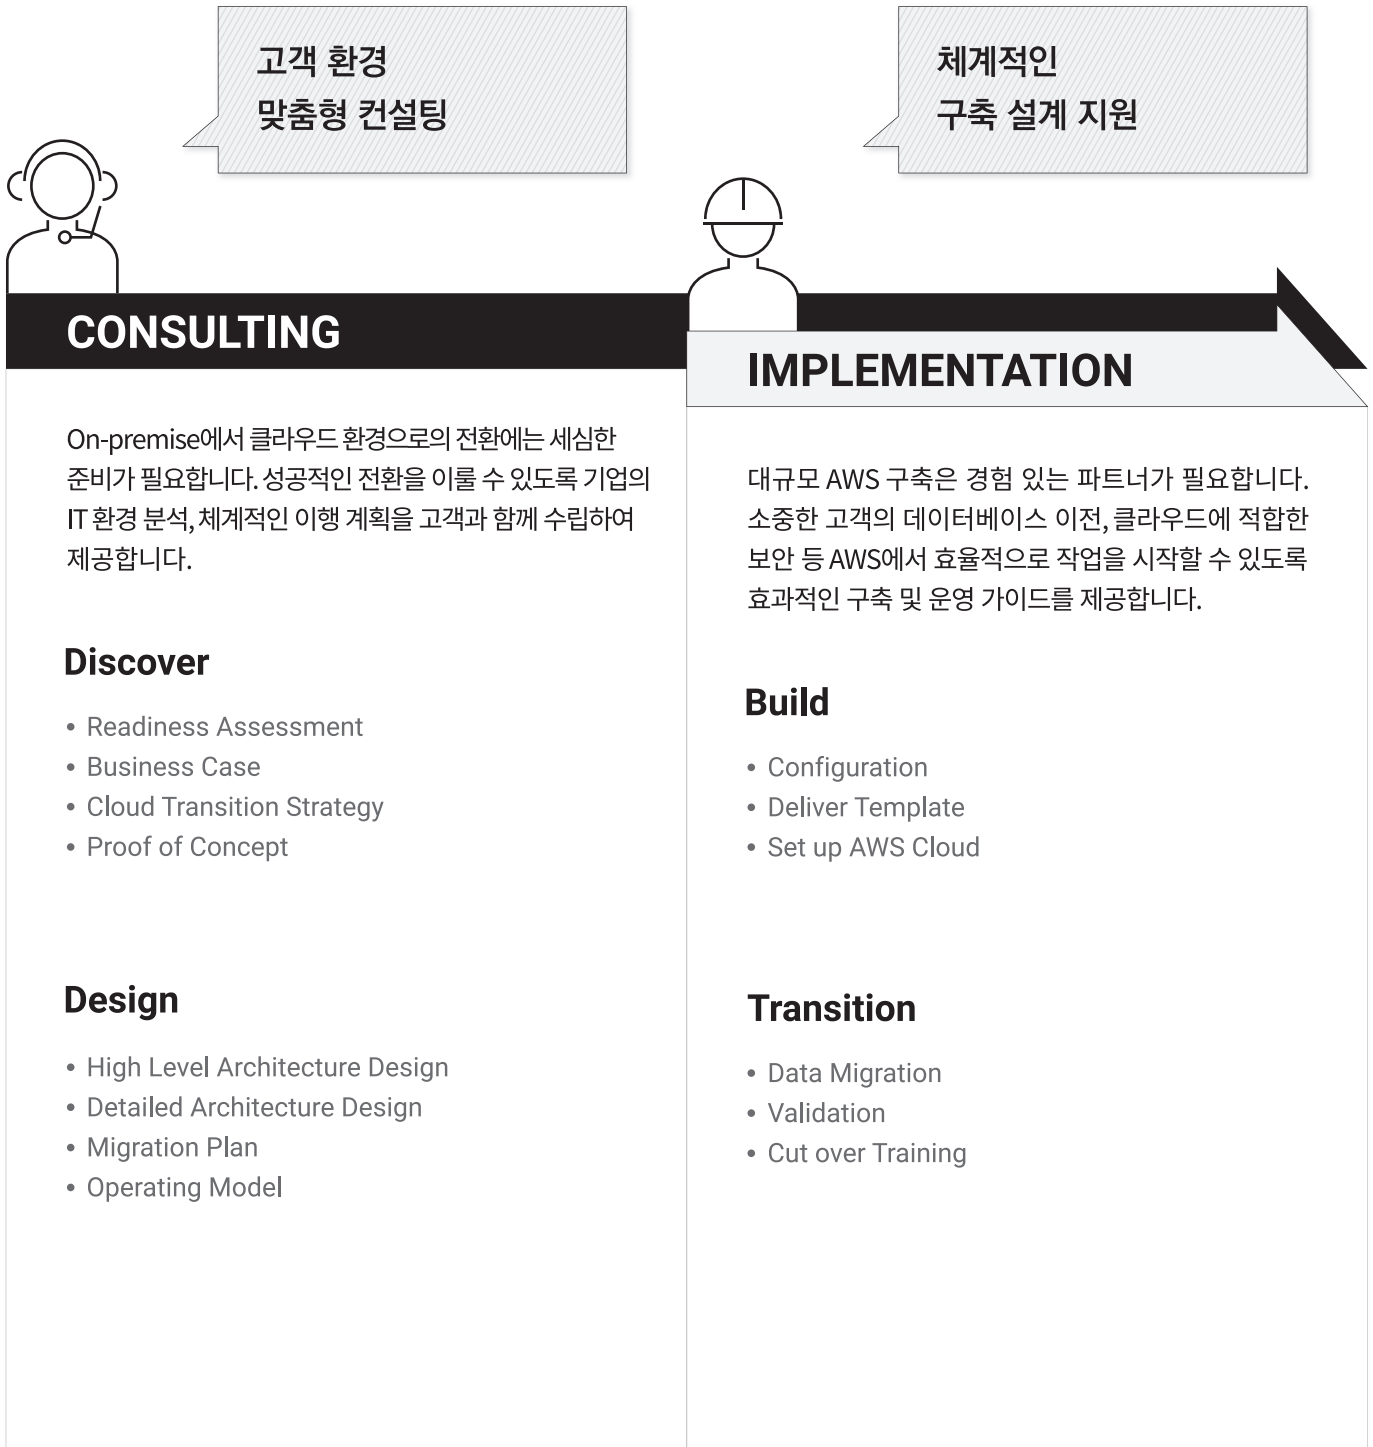 고객 환경
맞춤형 컨설팅
CONSULTING
On-premise에서 클라우드 환경으로의 전환에는 세심한
준비가 필요합니다. 성공적인 전환을 이룰 수 있도록 기업의
IT 환경 분석, 체계적인 이행 계획을 고객과 함께 수립하여
제공합니다.
Discover
• Readiness Assessment
• Business Case
• Cloud Transition Strategy
• Proof of Concept
Design
• High Level Architecture Design
• Detailed Architecture Design
• Migration Plan
• Operating Model
체계적인
구축 설계 지원
IMPLEMENTATION
대규모 AWS 구축은 경험 있는 파트너가 필요합니다.
소중한 고객의 데이터베이스 이전, 클라우드에 적합한
보안 등 AWS에서 효율적으로 작업을 시작할 수 있도록
효과적인 구축 및 운영 가이드를 제공합니다.
Build
• Configuration
• Deliver Template
• Set up AWS Cloud
Transition
• Data Migration
• Validation
• Cut over Training